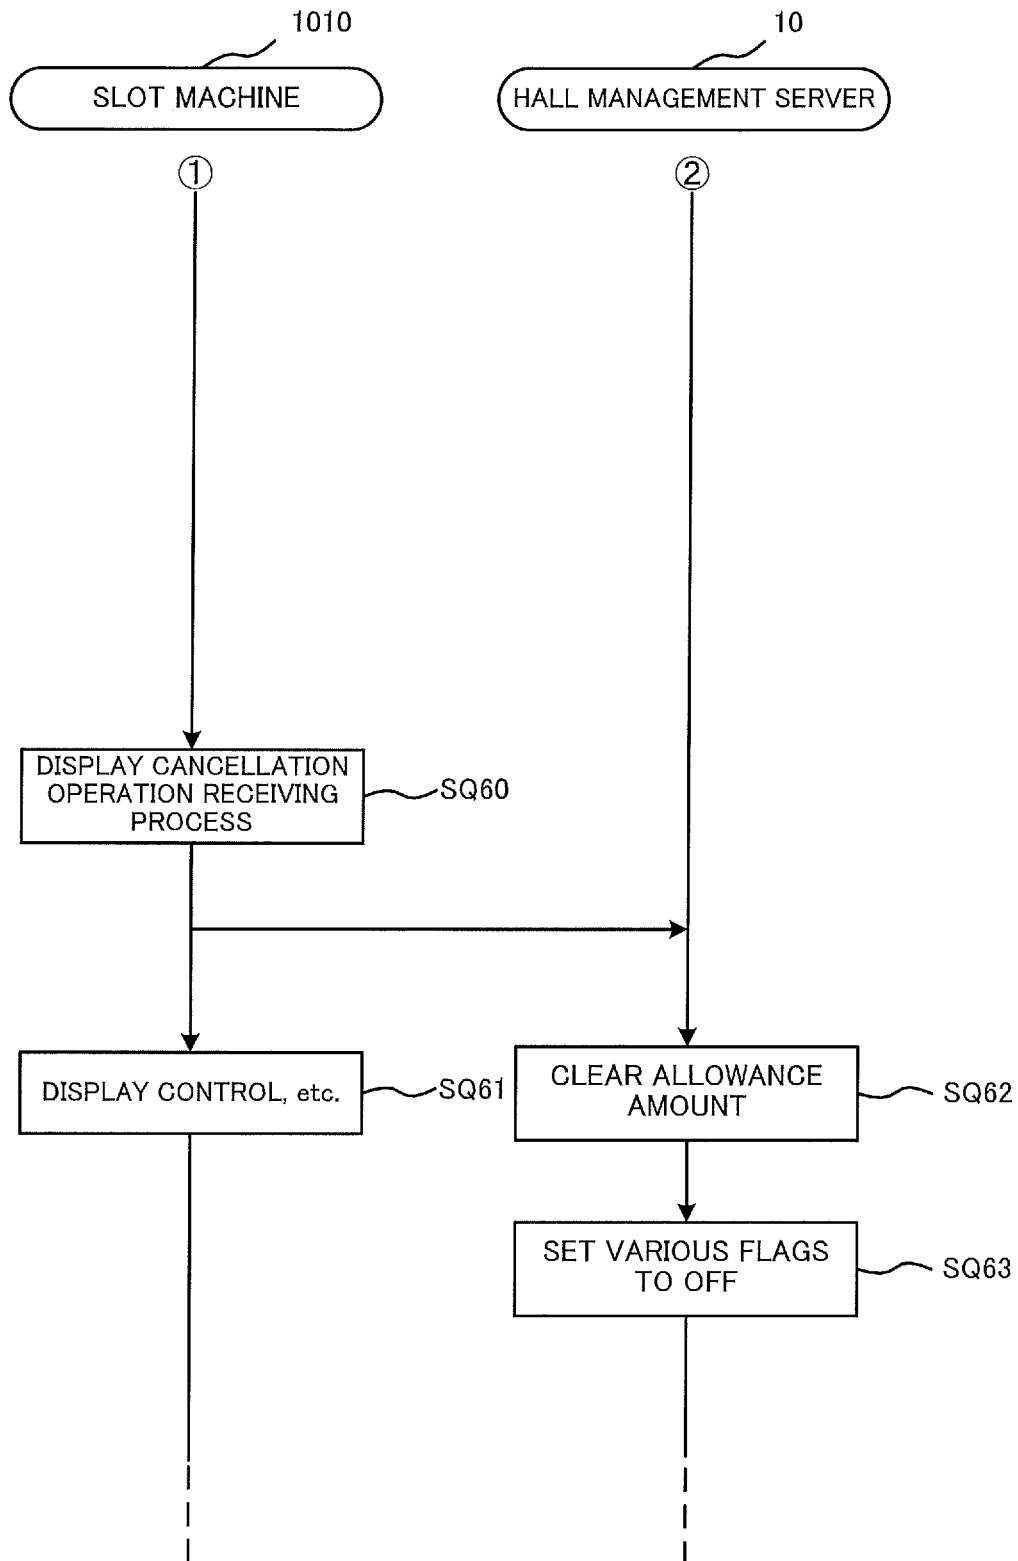 1010
10
SLOT MACHINE
HALL MANAGEMENT SERVER
①
②
DISPLAY CANCELLATION
OPERATION RECEIVING
PROCESS
SQ60
DISPLAY CONTROL, etc.
SQ61
CLEAR ALLOWANCE
AMOUNT
SQ62
SET VARIOUS FLAGS
TO OFF
SQ63